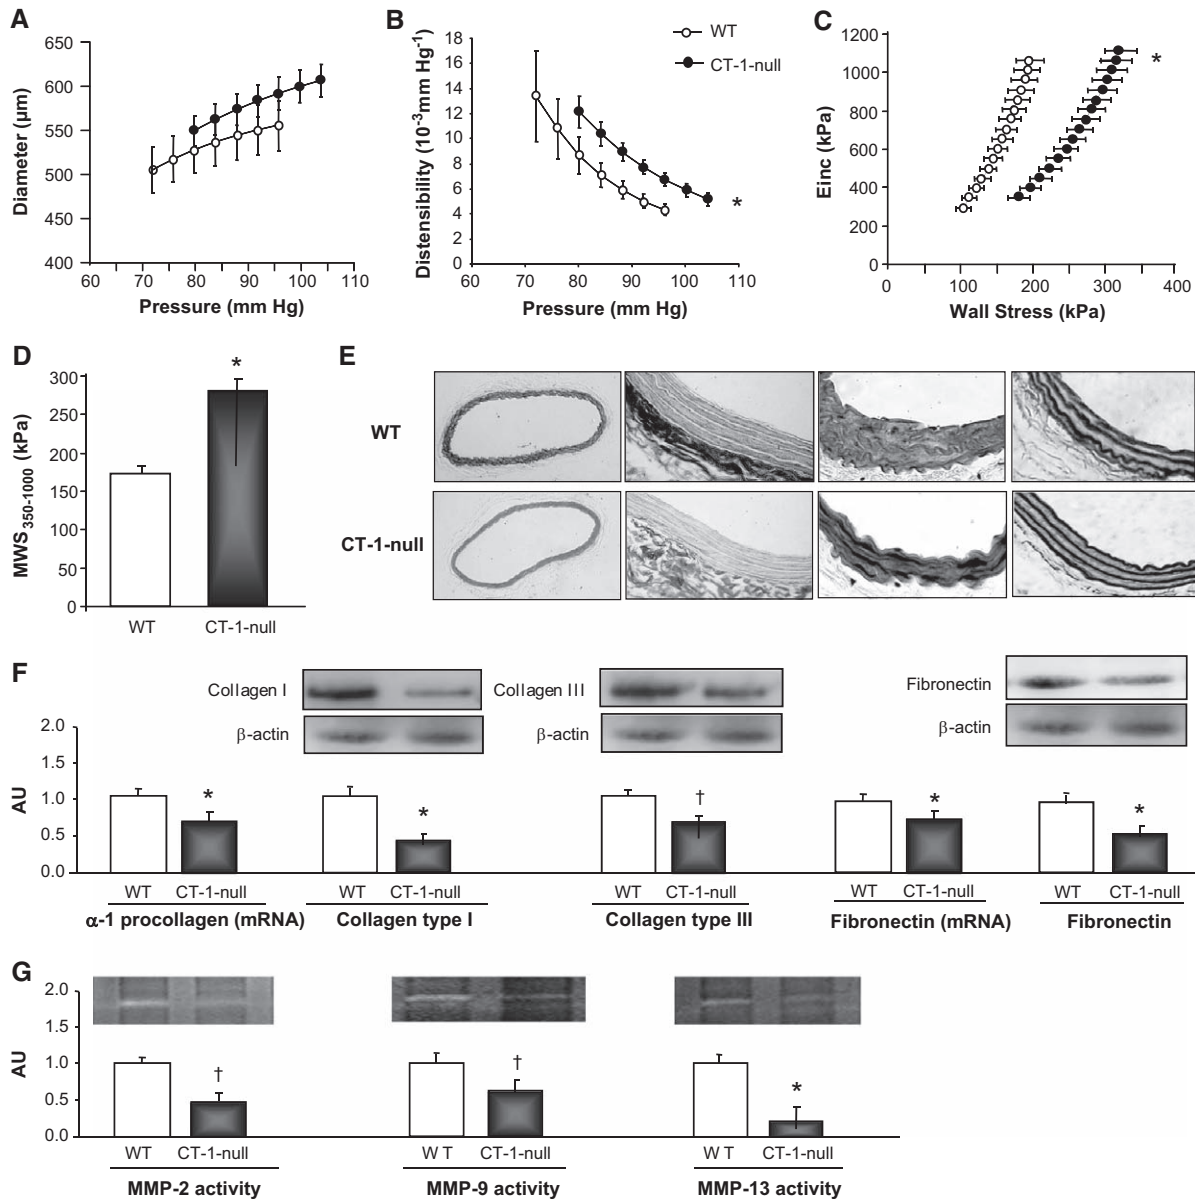 A
650
600
550
500
450
400
Diameter (µm)
60 70 80 90 100 110
Pressure (mm Hg)
B
18
16
14
12
10
8
6
4
2
0
Distensibility (10-3mm Hg-1)
WT
CT-1-null
*
60 70 80 90 100 110
Pressure (mm Hg)
C
1200
1000
800
600
400
200
0
Einc (kPa)
*
0 100 200 300 400
Wall Stress (kPa)
D
300
250
200
150
100
50
0
MWS350-1000 (kPa)
*
WT CT-1-null
E
WT
CT-1-null
F
Collagen I
β-actin
Collagen III
β-actin
Fibronectin
β-actin
2.0
1.5
1.0
0.5
0.0
AU
* * † * *
WT CT-1-null WT CT-1-null WT CT-1-null WT CT-1-null WT CT-1-null
α-1 procollagen (mRNA) Collagen type I Collagen type III Fibronectin (mRNA) Fibronectin
G
2.0
1.5
1.0
0.5
0.0
AU
† † *
WT CT-1-null W T CT-1-null W T CT-1-null
MMP-2 activity MMP-9 activity MMP-13 activity